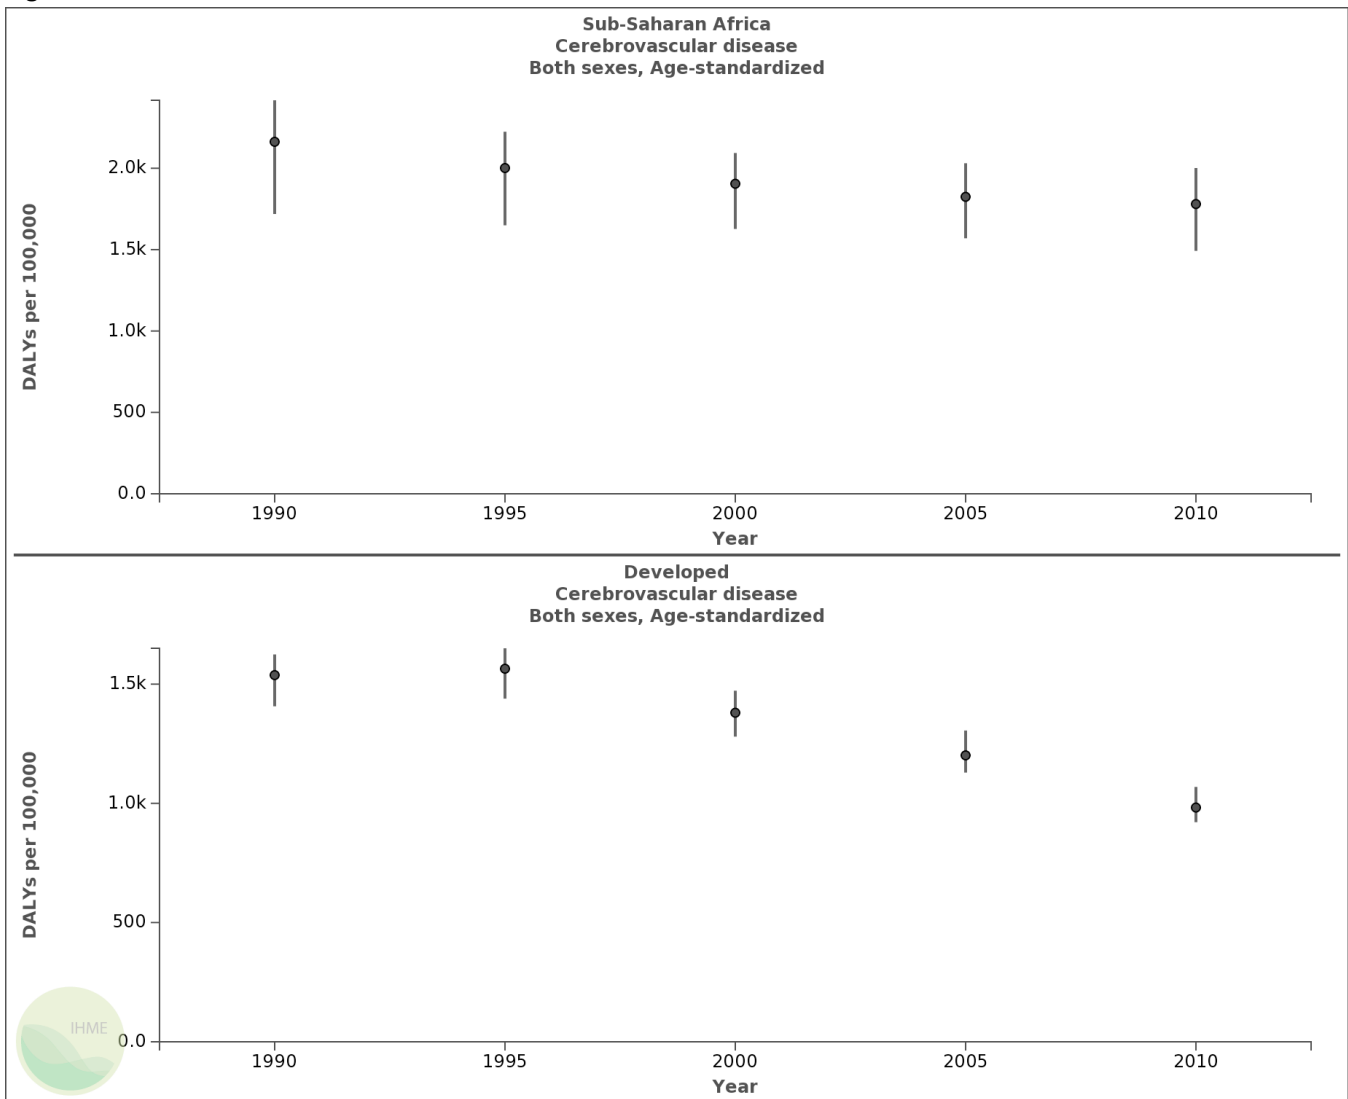 Sub-Saharan Africa
Cerebrovascular disease
Both sexes, Age-standardized
DALYs per 100,000
2.0k
1.5k
1.0k
500
0.0
1990 1995 2000 2005 2010
Year
Developed
Cerebrovascular disease
Both sexes, Age-standardized
DALYs per 100,000
1.5k
1.0k
500
0.0
IHME
1990 1995 2000 2005 2010
Year